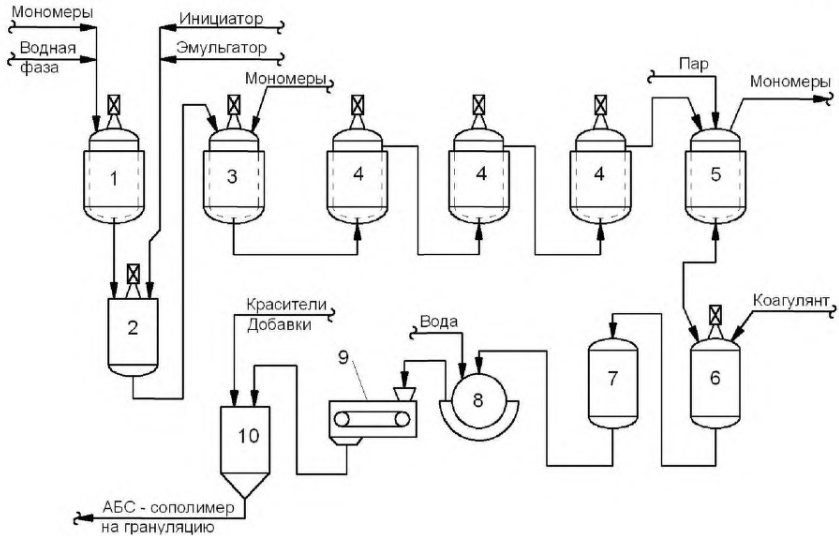 Мономеры
Инициатор
Водная
фаза
Эмульгатор
Мономеры
Пар
Мономеры
1
3
4
4
4
5
2
Красители
Добавки
Вода
Коагулянт
9
8
7
6
10
АБС - сополимер
на грануляцию